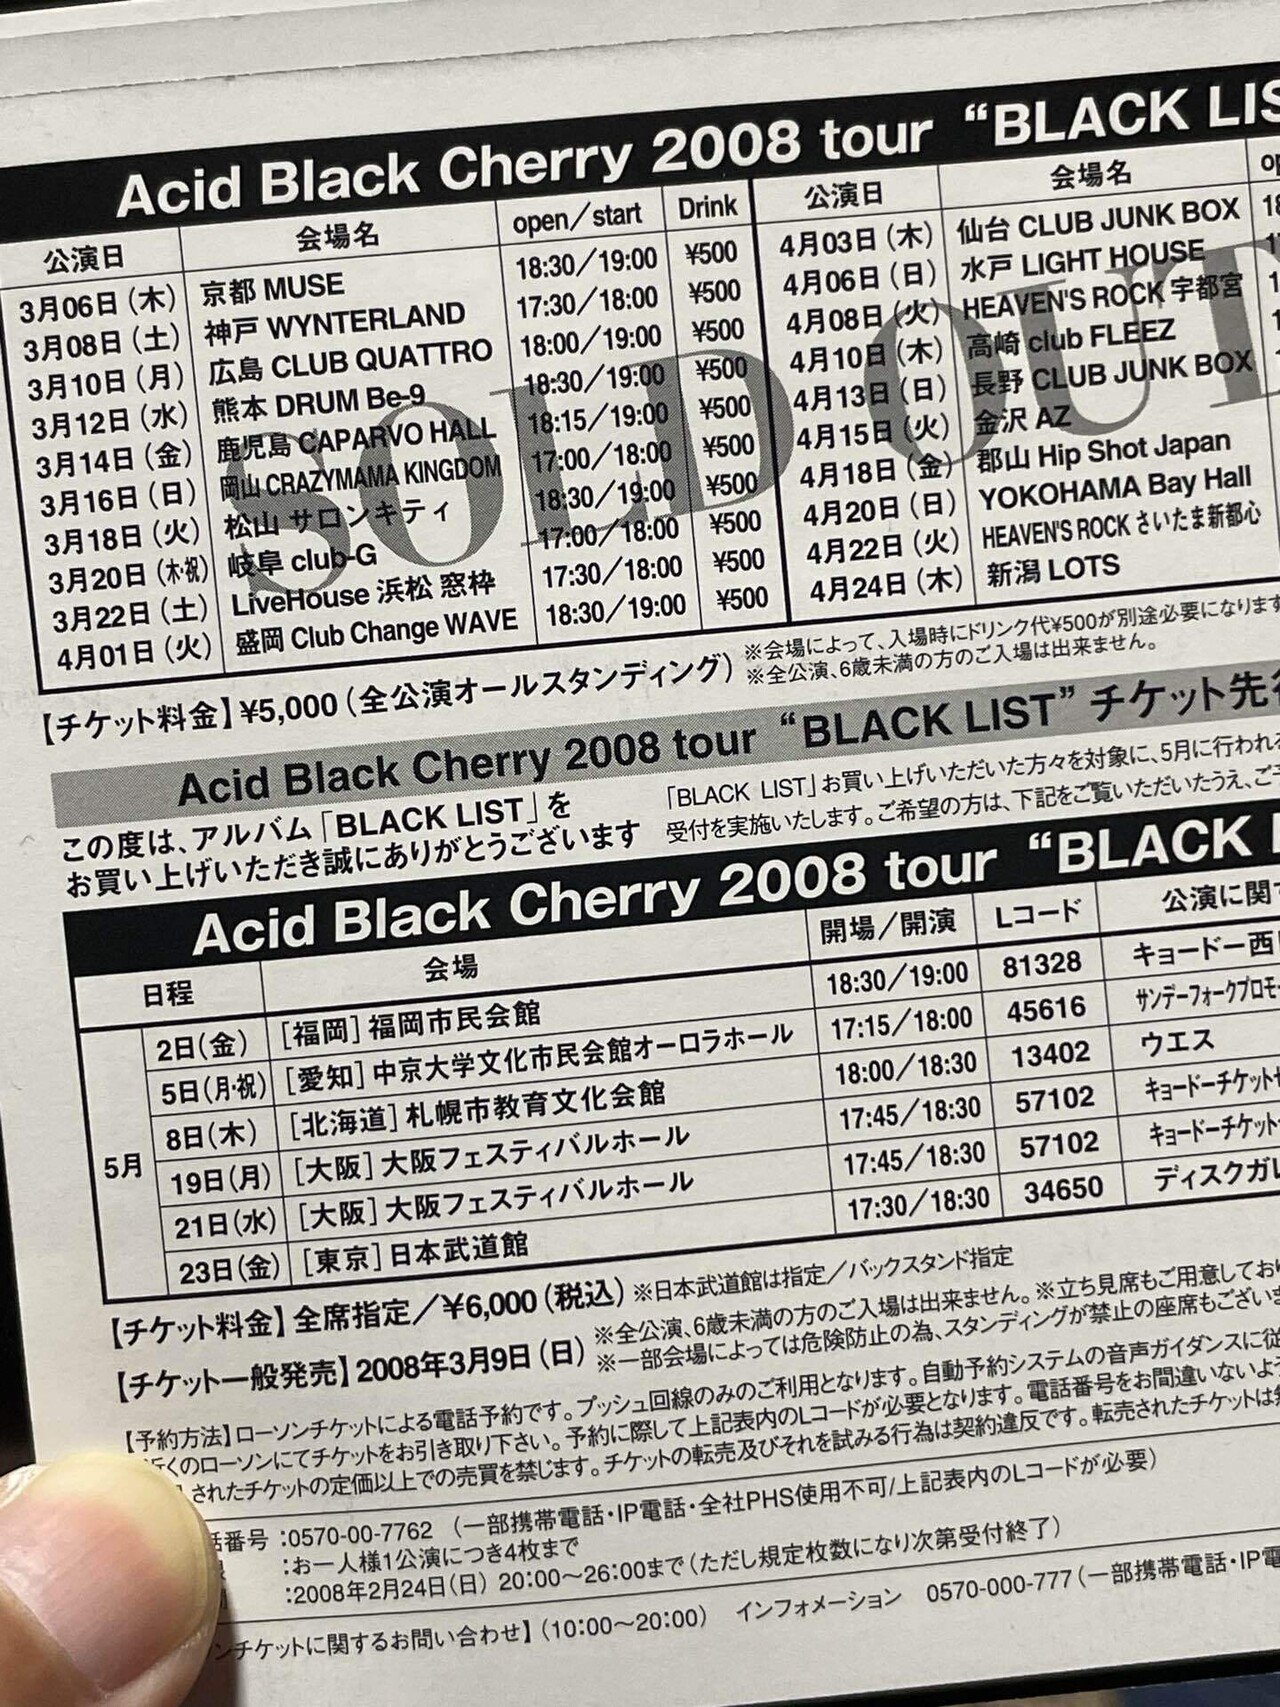 Acid Black Cherry 2008 tour “BLACK LIS
公演日 会場名 open／start Drink
3月06日（木） 京都 MUSE 18:30／19:00 ¥500
3月08日（土） 神戸 WYNTERLAND 17:30／18:00 ¥500
3月10日（月） 広島 CLUB QUATTRO 18:00／19:00 ¥500
3月12日（水） 熊本 DRUM Be-9 18:30／19:00 ¥500
3月14日（金） 鹿児島 CAPARVO HALL 18:15／19:00 ¥500
3月16日（日） 岡山 CRAZYMAMA KINGDOM 17:00／18:00 ¥500
3月18日（火） 松山 サロンキティ 18:30／19:00 ¥500
3月20日（木・祝） 岐阜 club-G 17:00／18:00 ¥500
3月22日（土） LiveHouse 浜松 窓枠 17:30／18:00 ¥500
4月01日（火） 盛岡 Club Change WAVE 18:30／19:00 ¥500
公演日 会場名 op
4月03日（木） 仙台 CLUB JUNK BOX 18
4月06日（日） 水戸 LIGHT HOUSE
4月08日（火） HEAVEN'S ROCK 宇都宮
4月10日（木） 高崎 club FLEEZ
4月13日（日） 長野 CLUB JUNK BOX
4月15日（火） 金沢 AZ
4月18日（金） 郡山 Hip Shot Japan
4月20日（日） YOKOHAMA Bay Hall
4月22日（火） HEAVEN'S ROCK さいたま新都心
4月24日（木） 新潟 LOTS
SOLD OUT
【チケット料金】¥5,000（全公演オールスタンディング）
※会場によって、入場時にドリンク代¥500が別途必要になります
※全公演、6歳未満の方のご入場は出来ません。
Acid Black Cherry 2008 tour “BLACK LIST” チケット先行
この度は、アルバム「BLACK LIST」を
お買い上げいただき誠にありがとうございます
「BLACK LIST」お買い上げいただいた方々を対象に、5月に行われる
受付を実施いたします。ご希望の方は、下記をご覧いただいたうえ、ご予
Acid Black Cherry 2008 tour “BLACK L
日程 会場 開場／開演 Lコード 公演に関す
5月
2日（金） ［福岡］福岡市民会館 18:30／19:00 81328 キョードー西
5日（月・祝） ［愛知］中京大学文化市民会館オーロラホール 17:15／18:00 45616 サンデーフォークプロモー
8日（木） ［北海道］札幌市教育文化会館 18:00／18:30 13402 ウエス
19日（月） ［大阪］大阪フェスティバルホール 17:45／18:30 57102 キョードーチケットセ
21日（水） ［大阪］大阪フェスティバルホール 17:45／18:30 57102 キョードーチケット
23日（金） ［東京］日本武道館 17:30／18:30 34650 ディスクガレ
【チケット料金】全席指定／¥6,000（税込） ※日本武道館は指定／バックスタンド指定
※全公演、6歳未満の方のご入場は出来ません。※立ち見席もご用意しており
【チケット一般発売】2008年3月9日（日） ※一部会場によっては危険防止の為、スタンディングが禁止の座席もございま
【予約方法】ローソンチケットによる電話予約です。プッシュ回線のみのご利用となります。自動予約システムの音声ガイダンスに従
近くのローソンにてチケットをお引き取り下さい。予約に際して上記表内のLコードが必要となります。電話番号をお間違いないよう
されたチケットの定価以上での売買を禁じます。チケットの転売及びそれを試みる行為は契約違反です。転売されたチケットは
話番号 ：0570-00-7762 （一部携帯電話・IP電話・全社PHS使用不可/上記表内のLコードが必要）
：お一人様1公演につき4枚まで
：2008年2月24日（日） 20:00〜26:00まで（ただし規定枚数になり次第受付終了）
ンチケットに関するお問い合わせ】（10:00〜20:00） インフォメーション 0570-000-777（一部携帯電話・IP電